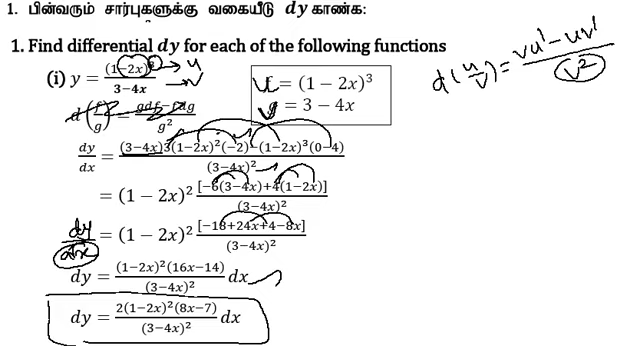 1. பின்வரும் சார்புகளுக்கு வகையீடு dy காண்க:
1. Find differential dy for each of the following functions
(i) y = (1-2x)³/(3-4x) → u → v
u = (1 − 2x)³
v = 3 − 4x
d(u/v) = (vu' − uv')/v²
d(f/g) = (gdf−fdg)/g²
dy/dx = ((3−4x)3(1−2x)²(−2)−(1−2x)³(0−4))/(3−4x)²
= (1 − 2x)² [−6(3−4x)+4(1−2x)]/(3−4x)²
dy/dx = (1 − 2x)² [−18+24x+4−8x]/(3−4x)²
dy = (1−2x)²(16x−14)/(3−4x)² dx
dy = 2(1−2x)²(8x−7)/(3−4x)² dx